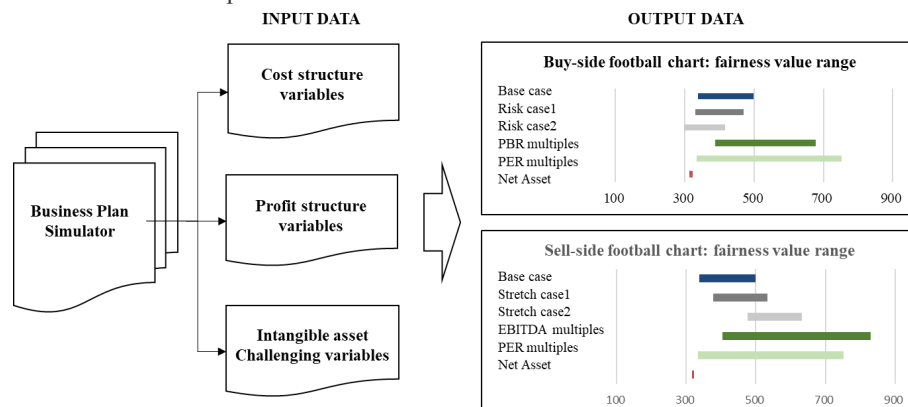 INPUT DATA
OUTPUT DATA
Business Plan
Simulator
Cost structure
variables
Profit structure
variables
Intangible asset
Challenging variables
Buy-side football chart: fairness value range
Base case
Risk case1
Risk case2
PBR multiples
PER multiples
Net Asset
100 300 500 700 900
Sell-side football chart: fairness value range
Base case
Stretch case1
Stretch case2
EBITDA multiples
PER multiples
Net Asset
100 300 500 700 900